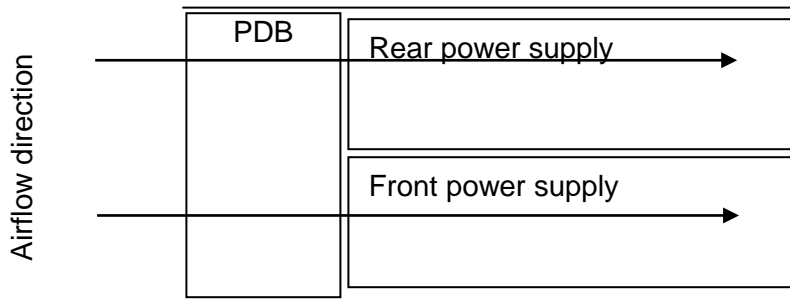 PDB
Rear power supply
Front power supply
Airflow direction